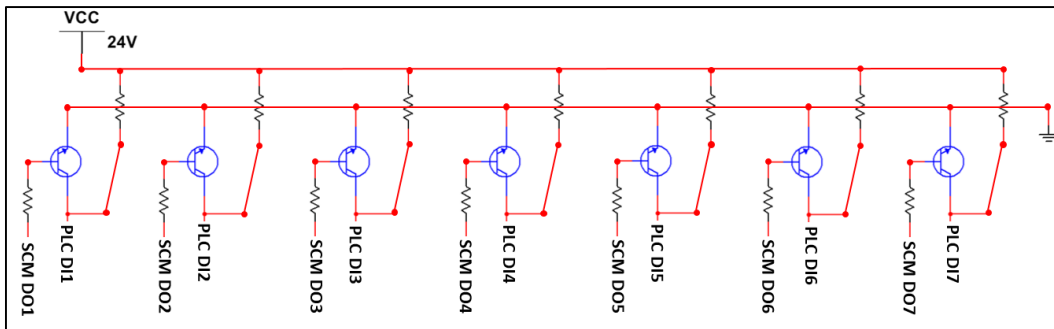 VCC
24V
SCM DO1
PLC DI1
SCM DO2
PLC DI2
SCM DO3
PLC DI3
SCM DO4
PLC DI4
SCM DO5
PLC DI5
SCM DO6
PLC DI6
SCM DO7
PLC DI7